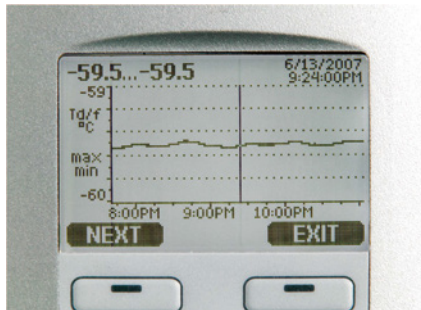 -59.5...-59.5
6/13/2007
9:24:00PM
-59
Td/f
°C
max
min
-60
8:00PM 9:00PM 10:00PM
NEXT EXIT